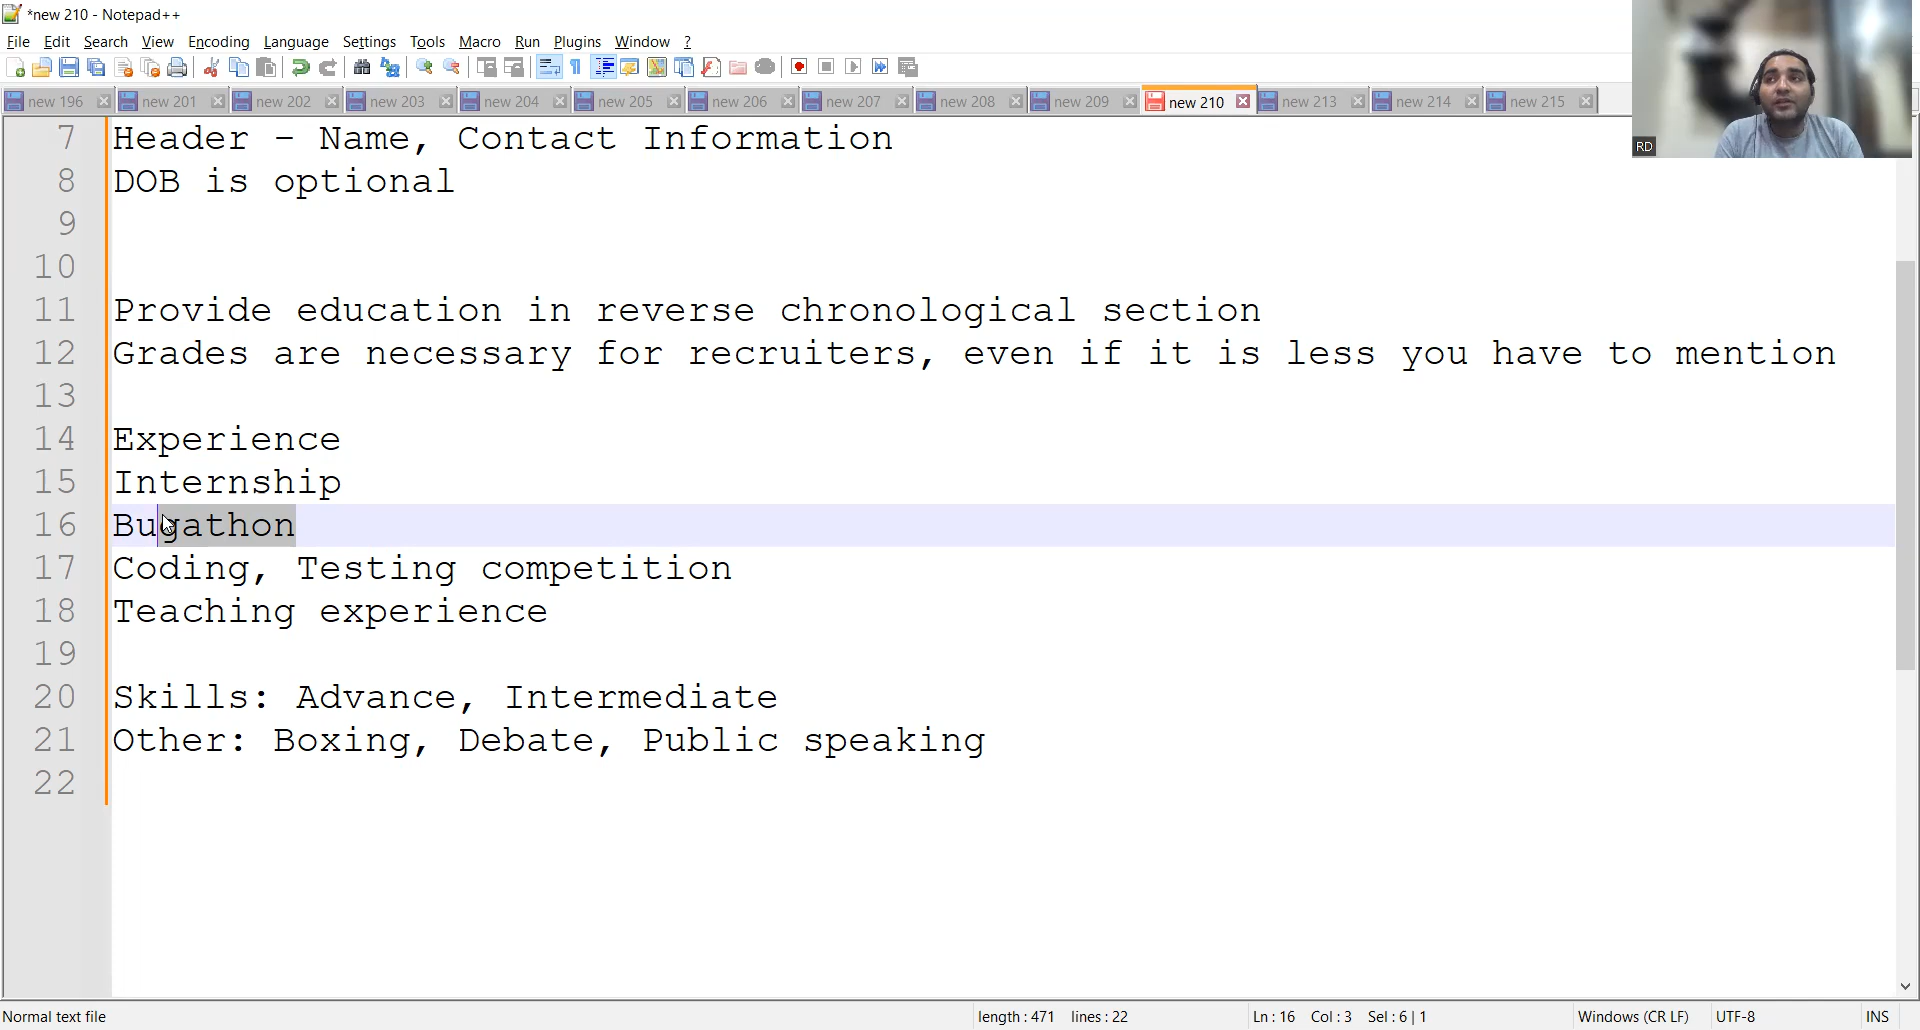 *new 210 - Notepad++
File Edit Search View Encoding Language Settings Tools Macro Run Plugins Window ?
new 196 new 201 new 202 new 203 new 204 new 205 new 206 new 207 new 208 new 209 new 210 new 213 new 214 new 215
RD
7 Header - Name, Contact Information
8 DOB is optional
9
10
11 Provide education in reverse chronological section
12 Grades are necessary for recruiters, even if it is less you have to mention
13
14 Experience
15 Internship
16 Bugathon
17 Coding, Testing competition
18 Teaching experience
19
20 Skills: Advance, Intermediate
21 Other: Boxing, Debate, Public speaking
22
Normal text file length : 471 lines : 22 Ln : 16 Col : 3 Sel : 6 | 1 Windows (CR LF) UTF-8 INS